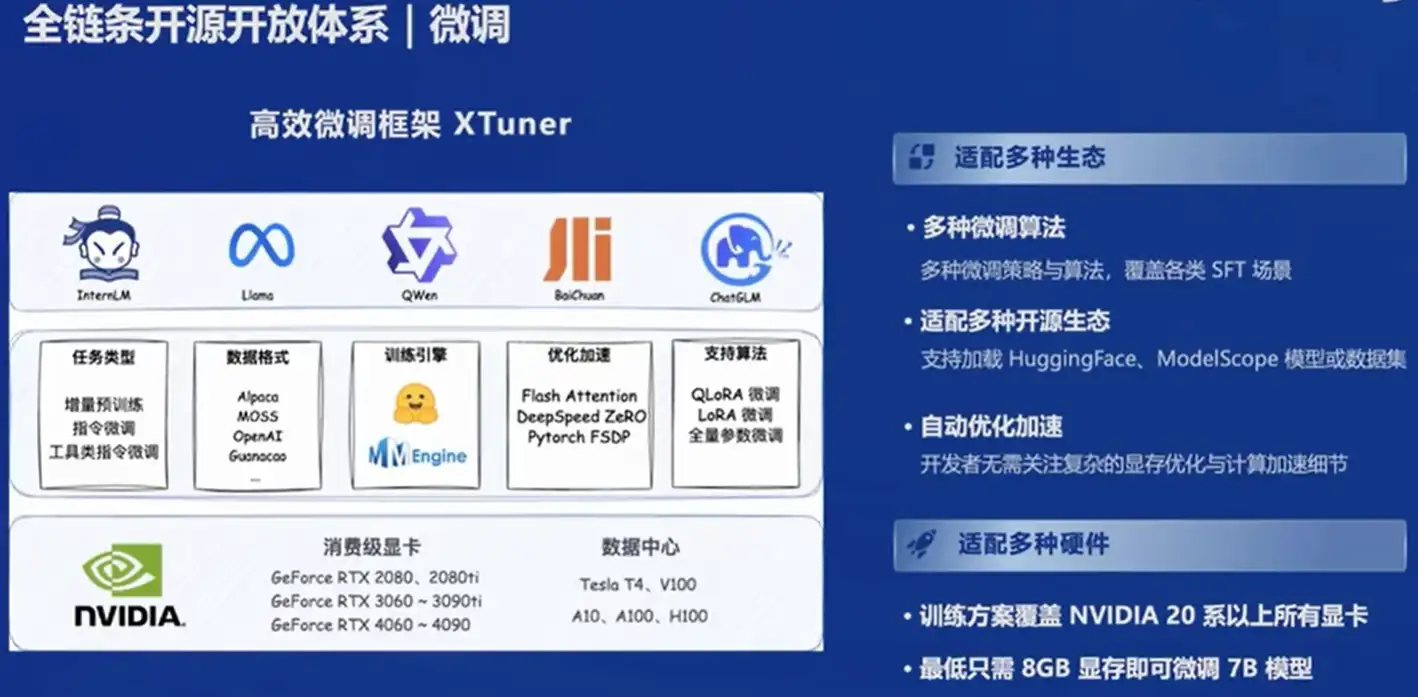 全链条开源开放体系 | 微调
高效微调框架 XTuner
InternLM
Llama
QWen
BaiChuan
ChatGLM
任务类型
增量预训练
指令微调
工具类指令微调
数据格式
Alpaca
MOSS
OpenAI
Guanacao
...
训练引擎
MMEngine
优化加速
Flash Attention
DeepSpeed ZeRO
Pytorch FSDP
支持算法
QLoRA 微调
LoRA 微调
全量参数微调
NVIDIA.
消费级显卡
GeForce RTX 2080、2080ti
GeForce RTX 3060 ~ 3090ti
GeForce RTX 4060 ~ 4090
数据中心
Tesla T4、V100
A10、A100、H100
适配多种生态
• 多种微调算法
多种微调策略与算法，覆盖各类 SFT 场景
• 适配多种开源生态
支持加载 HuggingFace、ModelScope 模型或数据集
• 自动优化加速
开发者无需关注复杂的显存优化与计算加速细节
适配多种硬件
• 训练方案覆盖 NVIDIA 20 系以上所有显卡
• 最低只需 8GB 显存即可微调 7B 模型